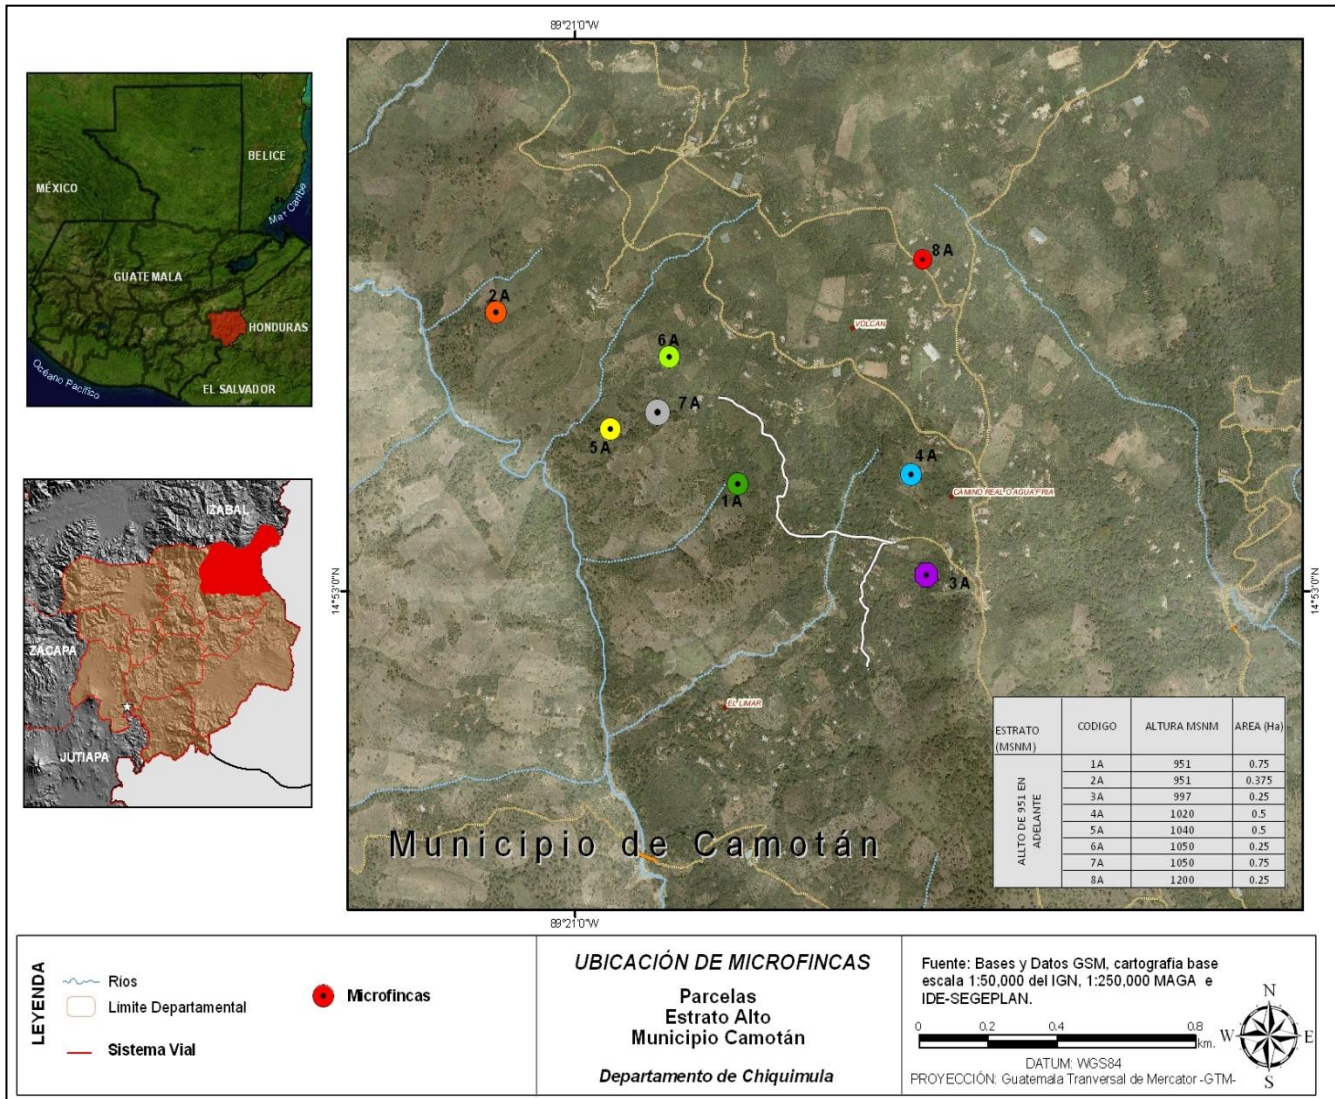 89°21'0"W
BELICE
MÉXICO
Mar Caribe
GUATEMALA
HONDURAS
EL SALVADOR
Océano Pacífico
IZABAL
ZACAPA
JUTIAPA
14°53'0"N
14°53'0"N
8 A
2 A
VOLCAN
6 A
7 A
5 A
4 A
CAMINO REAL O AGUA FRIA
1 A
3 A
EL LIMAR
Municipio de Camotán
ESTRATO (MSNM) CODIGO ALTURA MSNM AREA (Ha)
ALLTO DE 951 EN ADELANTE
1A 951 0.75
2A 951 0.375
3A 997 0.25
4A 1020 0.5
5A 1040 0.5
6A 1050 0.25
7A 1050 0.75
8A 1200 0.25
89°21'0"W
LEYENDA
Rios
Limite Departamental
Sistema Vial
Microfincas
UBICACIÓN DE MICROFINCAS
Parcelas
Estrato Alto
Municipio Camotán
Departamento de Chiquimula
Fuente: Bases y Datos GSM, cartografia base
escala 1:50,000 del IGN, 1:250,000 MAGA e
IDE-SEGEPLAN.
0 0.2 0.4 0.8
km.
DATUM: WGS84
PROYECCIÓN: Guatemala Tranversal de Mercator -GTM-
N
W E
S